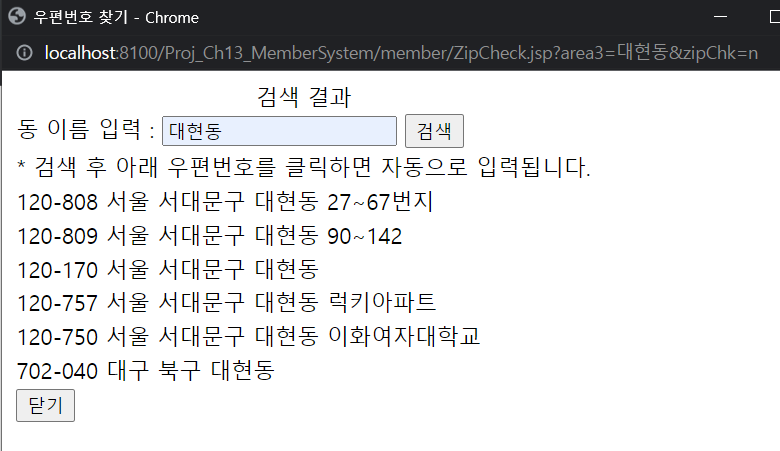 우편번호 찾기 - Chrome
localhost:8100/Proj_Ch13_MemberSystem/member/ZipCheck.jsp?area3=대현동&zipChk=n
검색 결과
동 이름 입력 : 대현동 검색
* 검색 후 아래 우편번호를 클릭하면 자동으로 입력됩니다.
120-808 서울 서대문구 대현동 27~67번지
120-809 서울 서대문구 대현동 90~142
120-170 서울 서대문구 대현동
120-757 서울 서대문구 대현동 럭키아파트
120-750 서울 서대문구 대현동 이화여자대학교
702-040 대구 북구 대현동
닫기